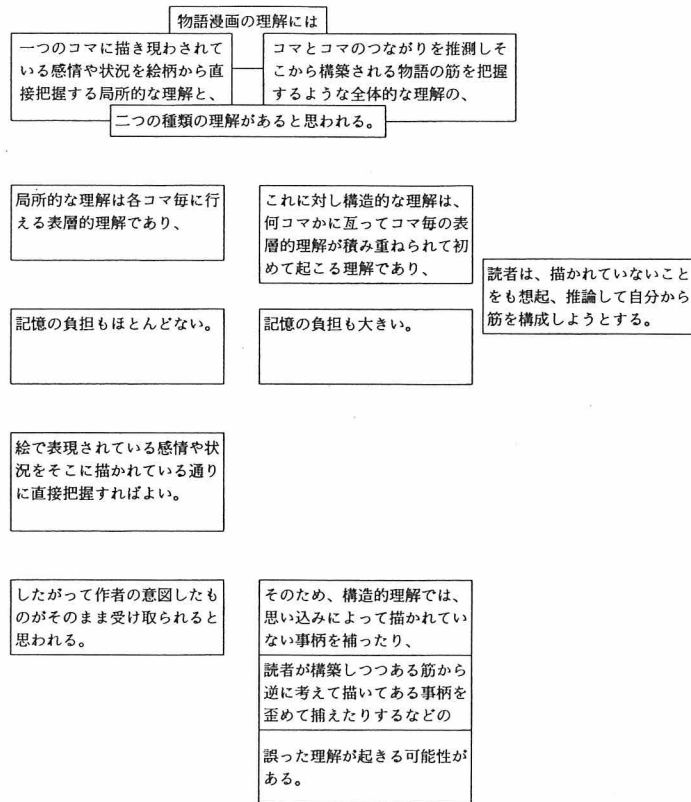 物語漫画の理解には
一つのコマに描き現わされて
いる感情や状況を絵柄から直
接把握する局所的な理解と、
コマとコマのつながりを推測しそ
こから構築される物語の筋を把握
するような全体的な理解の、
二つの種類の理解があると思われる。
局所的な理解は各コマ毎に行
える表層的理解であり、
これに対し構造的な理解は、
何コマかに亙ってコマ毎の表
層的理解が積み重ねられて初
めて起こる理解であり、
読者は、描かれていないこと
をも想起、推論して自分から
筋を構成しようとする。
記憶の負担もほとんどない。
記憶の負担も大きい。
絵で表現されている感情や状
況をそこに描かれている通り
に直接把握すればよい。
したがって作者の意図したも
のがそのまま受け取られると
思われる。
そのため、構造的理解では、
思い込みによって描かれてい
ない事柄を補ったり、
読者が構築しつつある筋から
逆に考えて描いてある事柄を
歪めて捕えたりするなどの
誤った理解が起きる可能性が
ある。